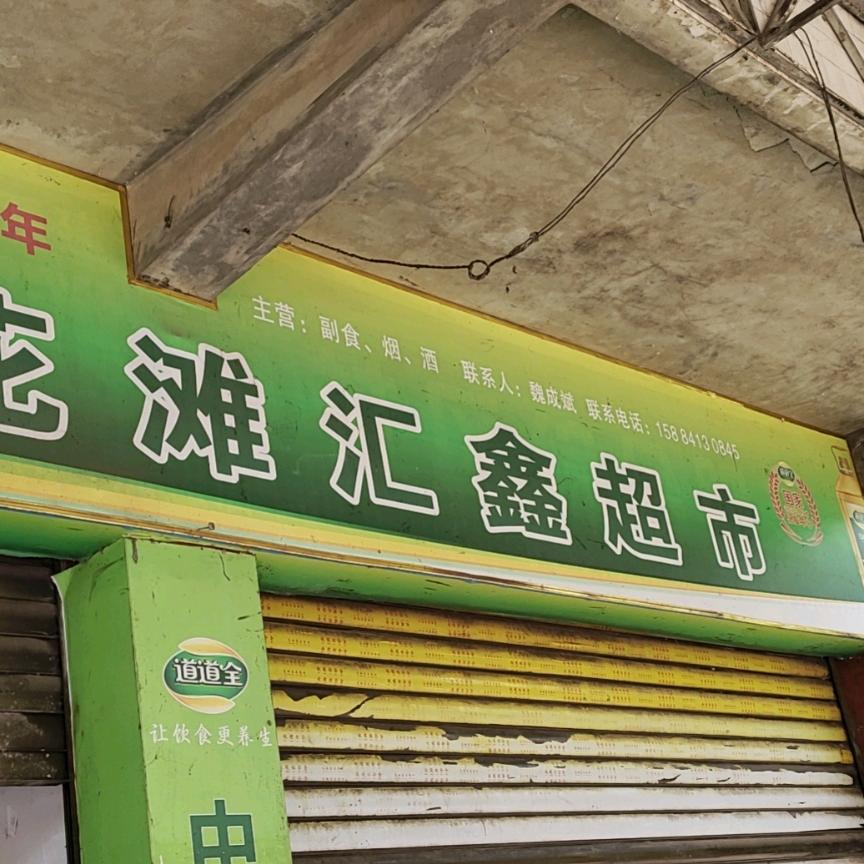 年
主营：副食、烟、酒 联系人：魏成斌 联系电话：158 8413 0845
花滩汇鑫超市
道道全
让饮食更养生
中